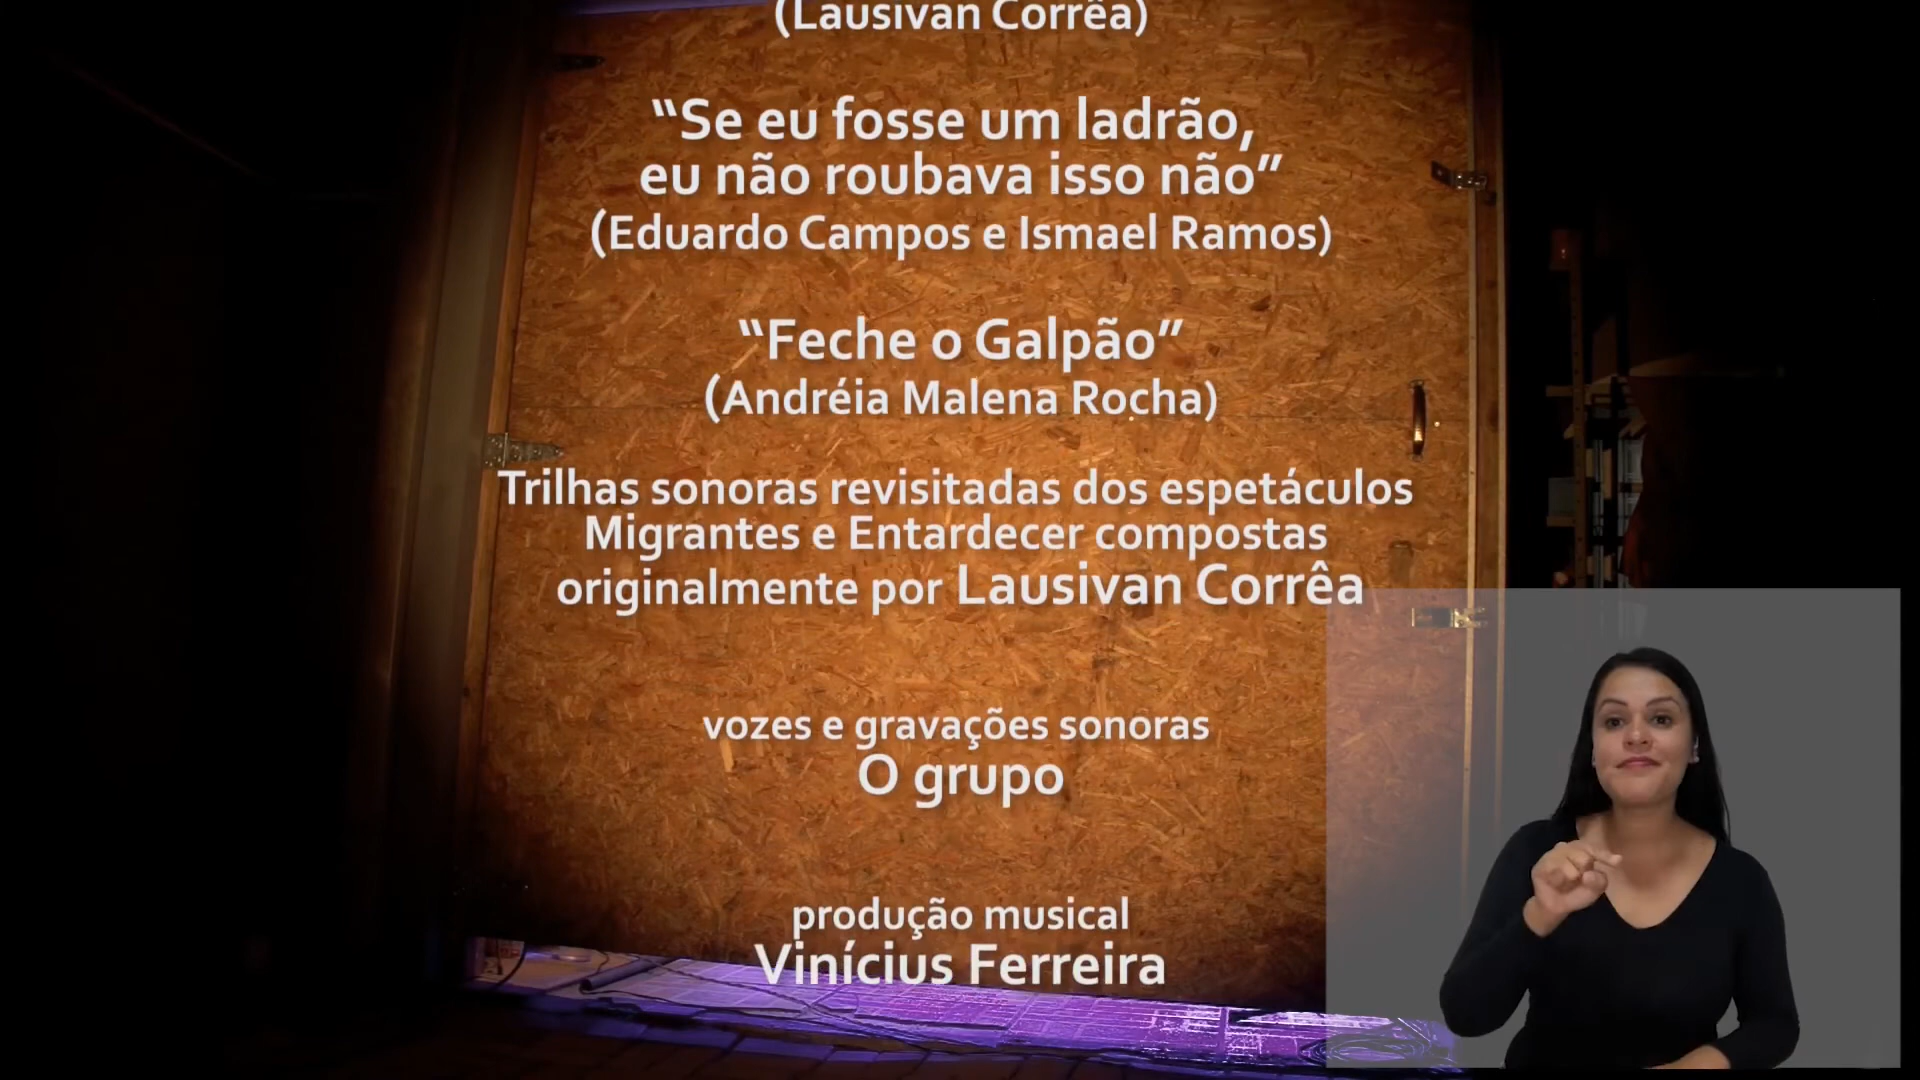 (Lausivan Corrêa)
“Se eu fosse um ladrão,
eu não roubava isso não”
(Eduardo Campos e Ismael Ramos)
“Feche o Galpão”
(Andréia Malena Rocha)
Trilhas sonoras revisitadas dos espetáculos
Migrantes e Entardecer compostas
originalmente por Lausivan Corrêa
vozes e gravações sonoras
O grupo
produção musical
Vinícius Ferreira